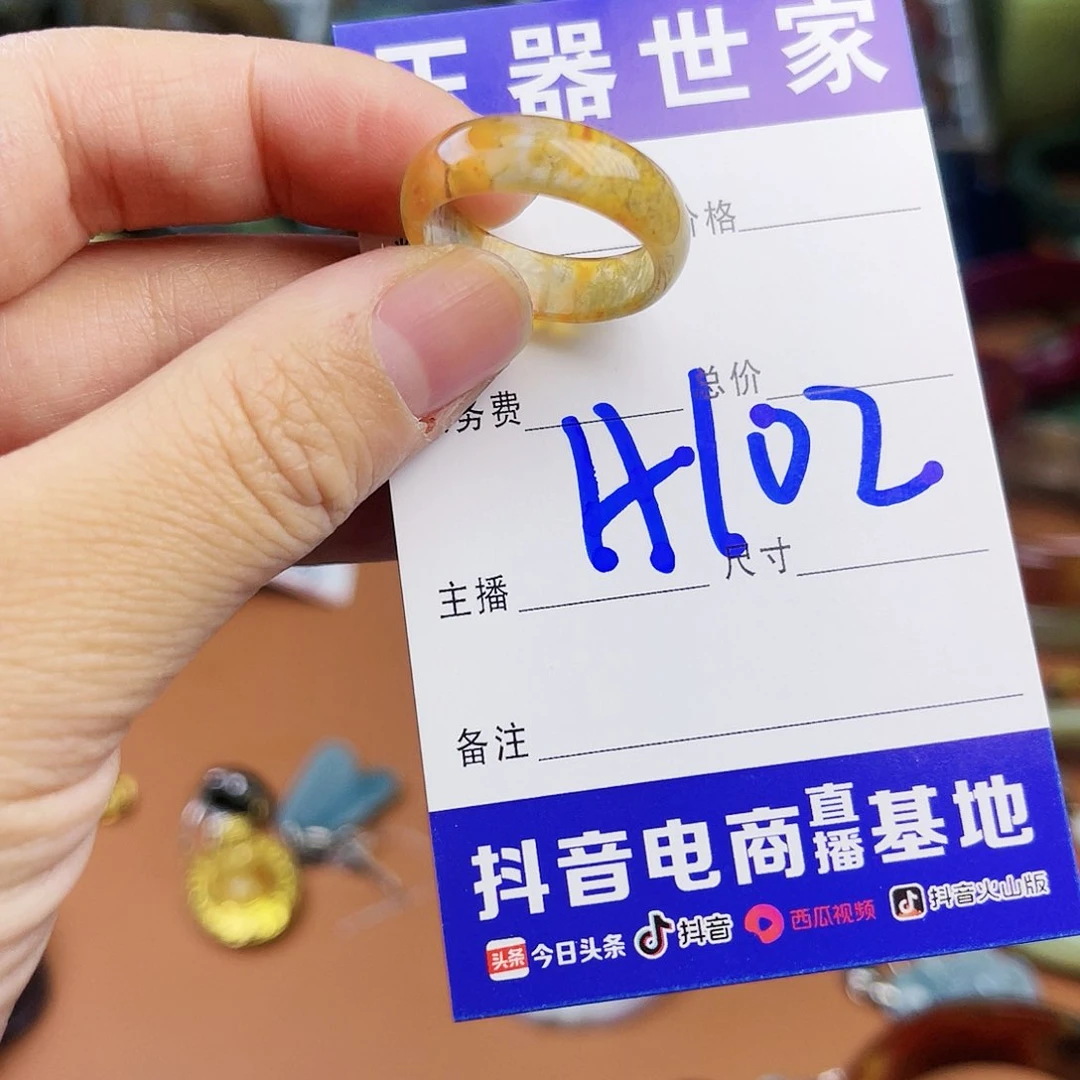 器世家
格
务费 总价
A102
主播 尺寸
备注
抖音电商直播基地
头条 今日头条 抖音 西瓜视频 抖音火山版